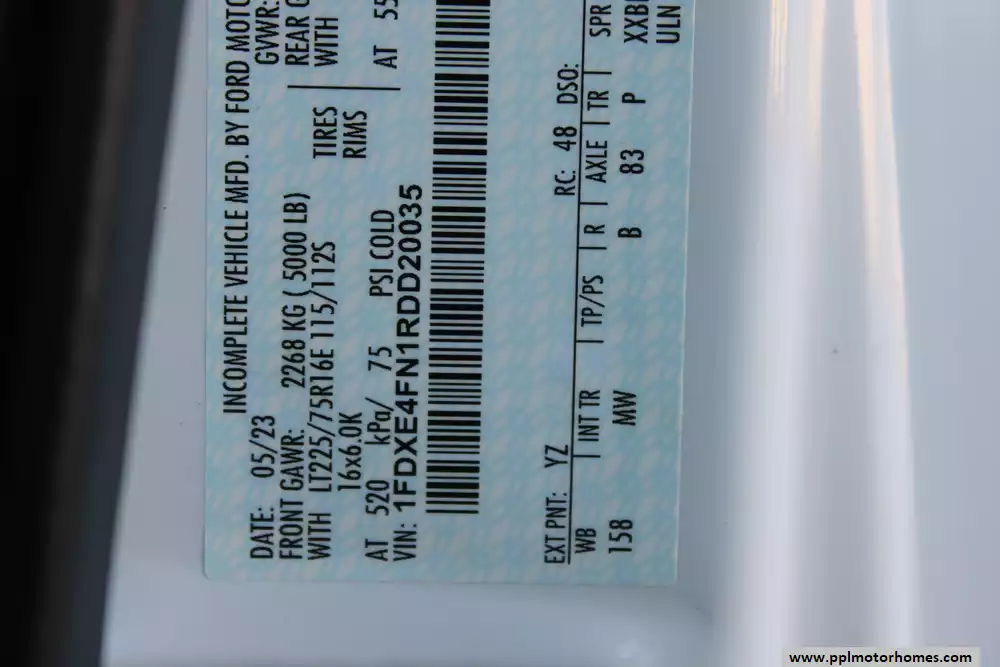 INCOMPLETE VEHICLE MFD. BY FORD MOTO
DATE: 05/23 GVWR:
FRONT GAWR: 2268 KG ( 5000 LB) REAR G
WITH LT225/75R16E 115/112S TIRES WITH
16x6.0K RIMS
AT 520 kPa/ 75 PSI COLD AT 55
VIN: 1FDXE4FN1RDD20035
EXT PNT: YZ RC: 48 DSO:
WB INT TR TP/PS R AXLE TR SPR
158 MW B 83 P XXB
ULN
www.pplmotorhomes.com